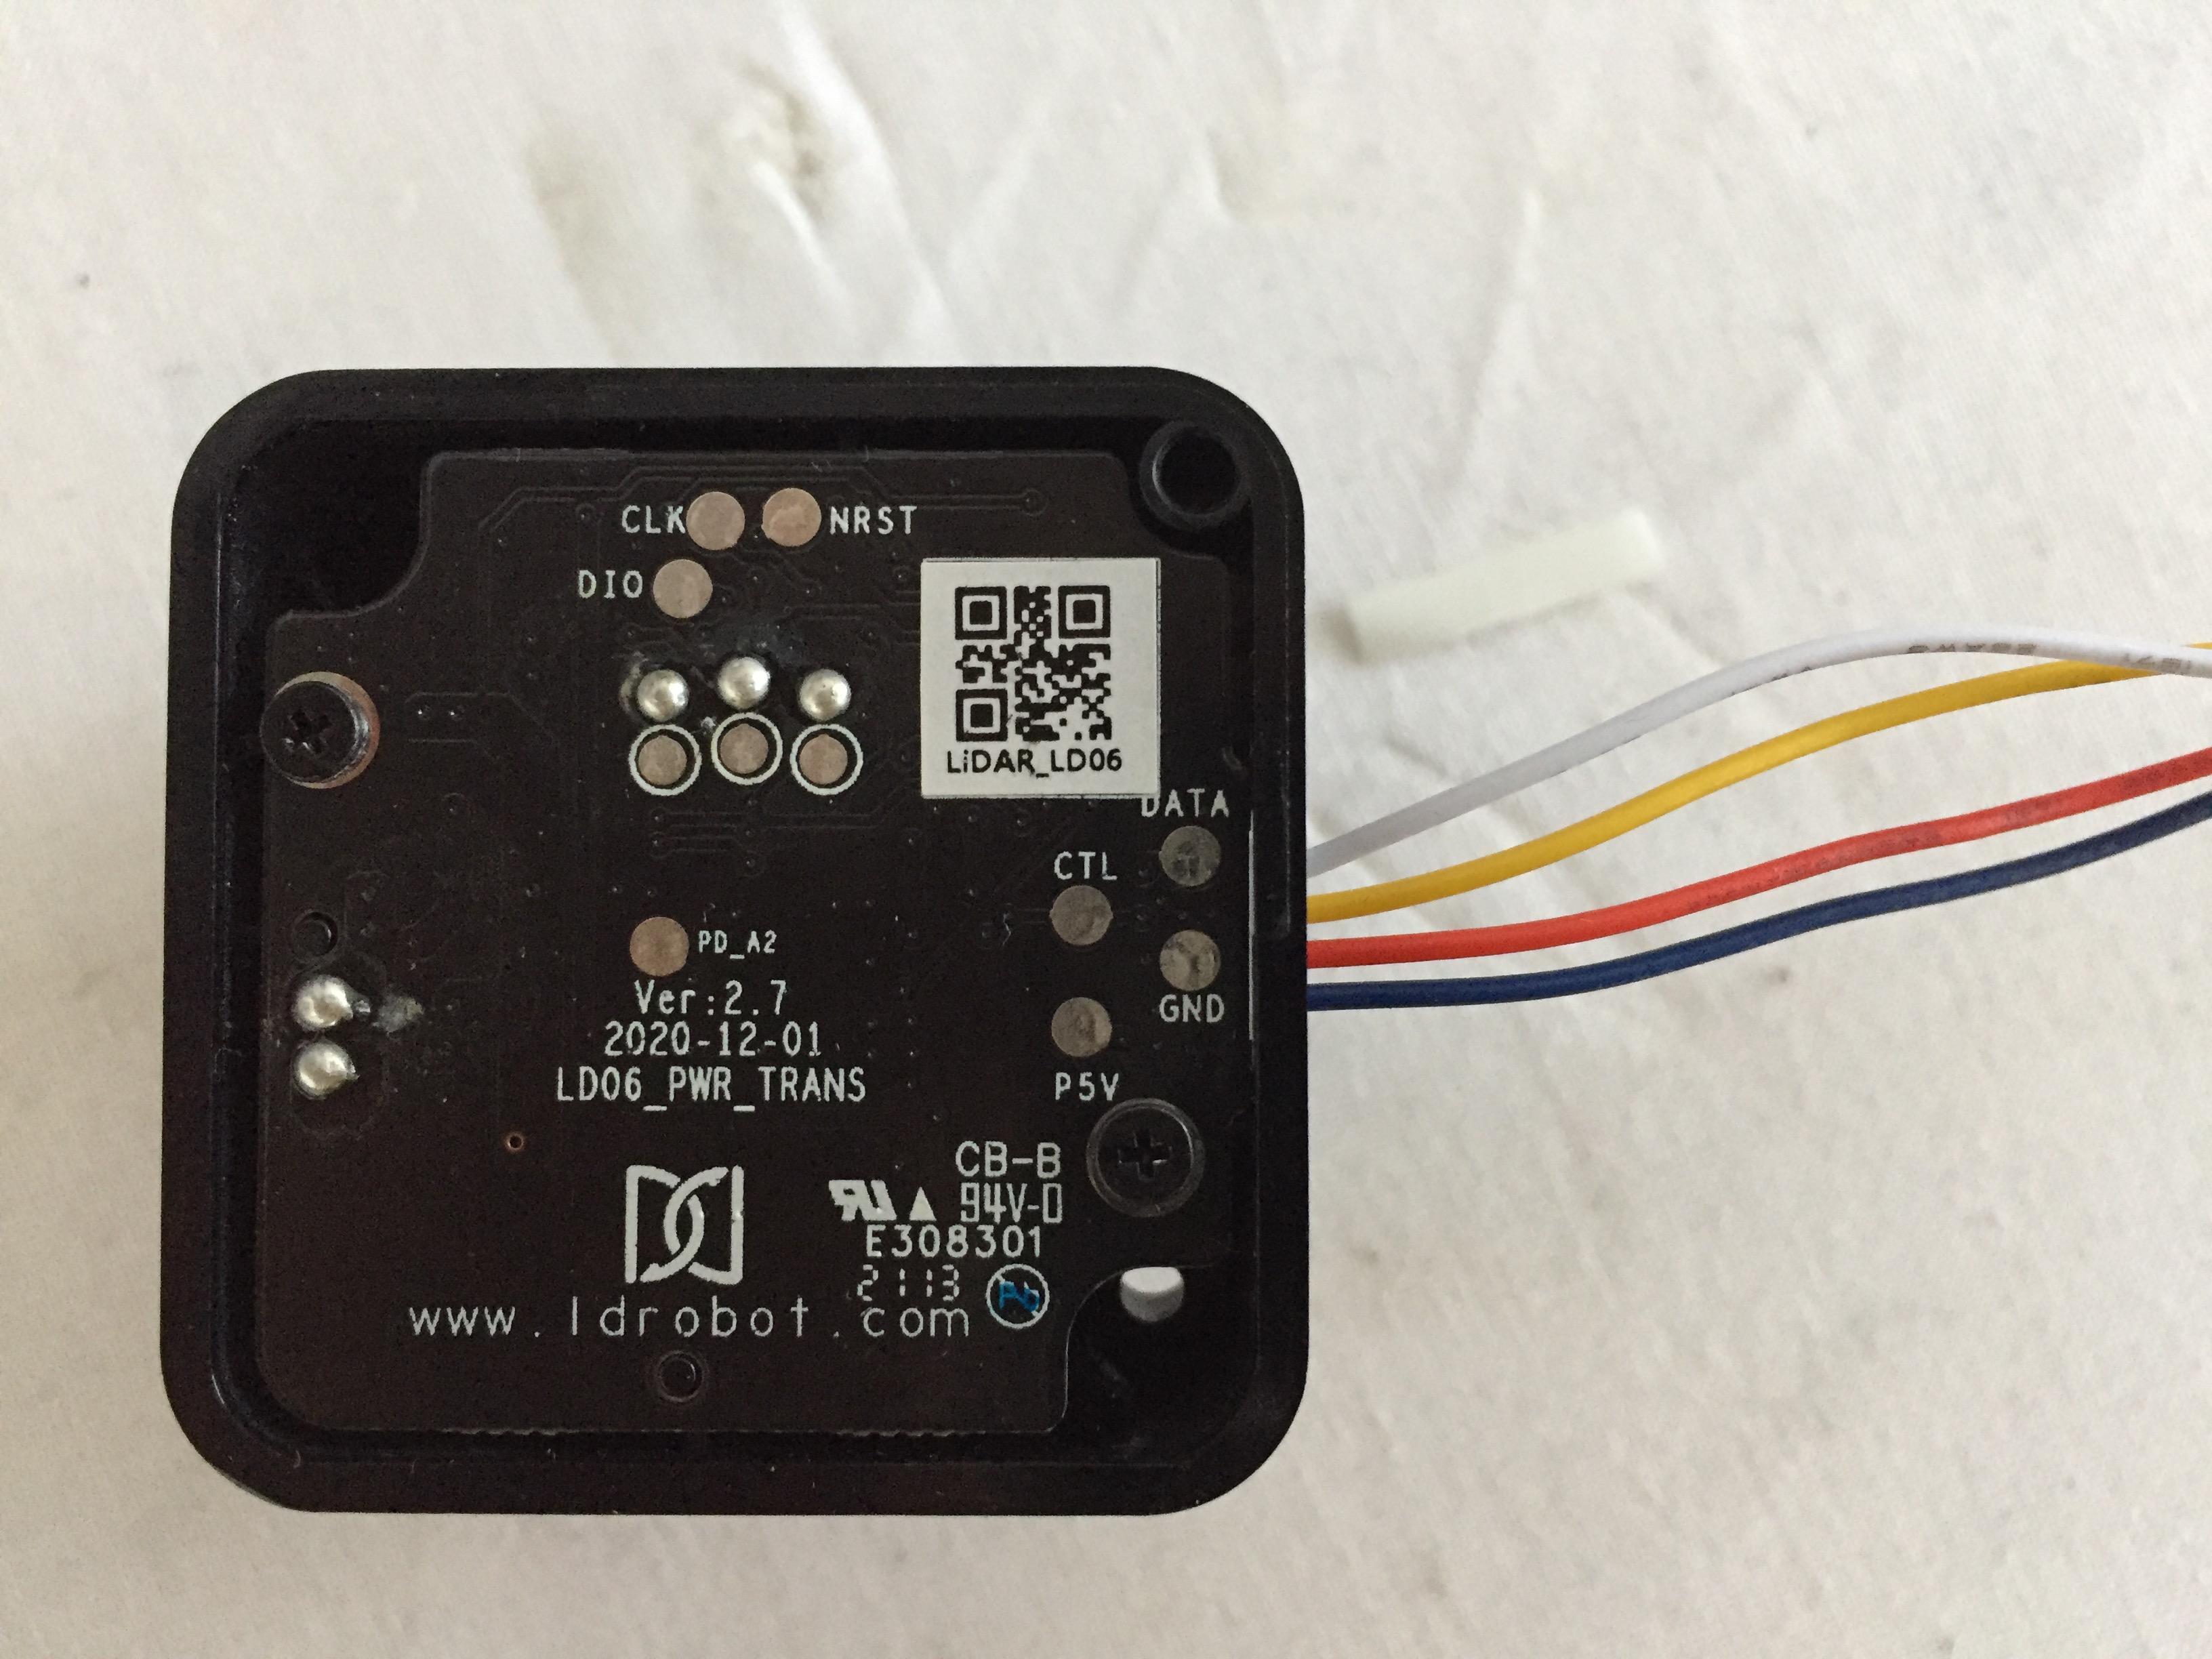 www.ldrobot.com
LD06_PWR_TRANS
2020-12-01
Ver:2.7
PD_A2
DIO
CLK
NRST
CB-B
94V-0
E308301
2113
P5V
GND
CTL
DATA
LiDAR_LD06